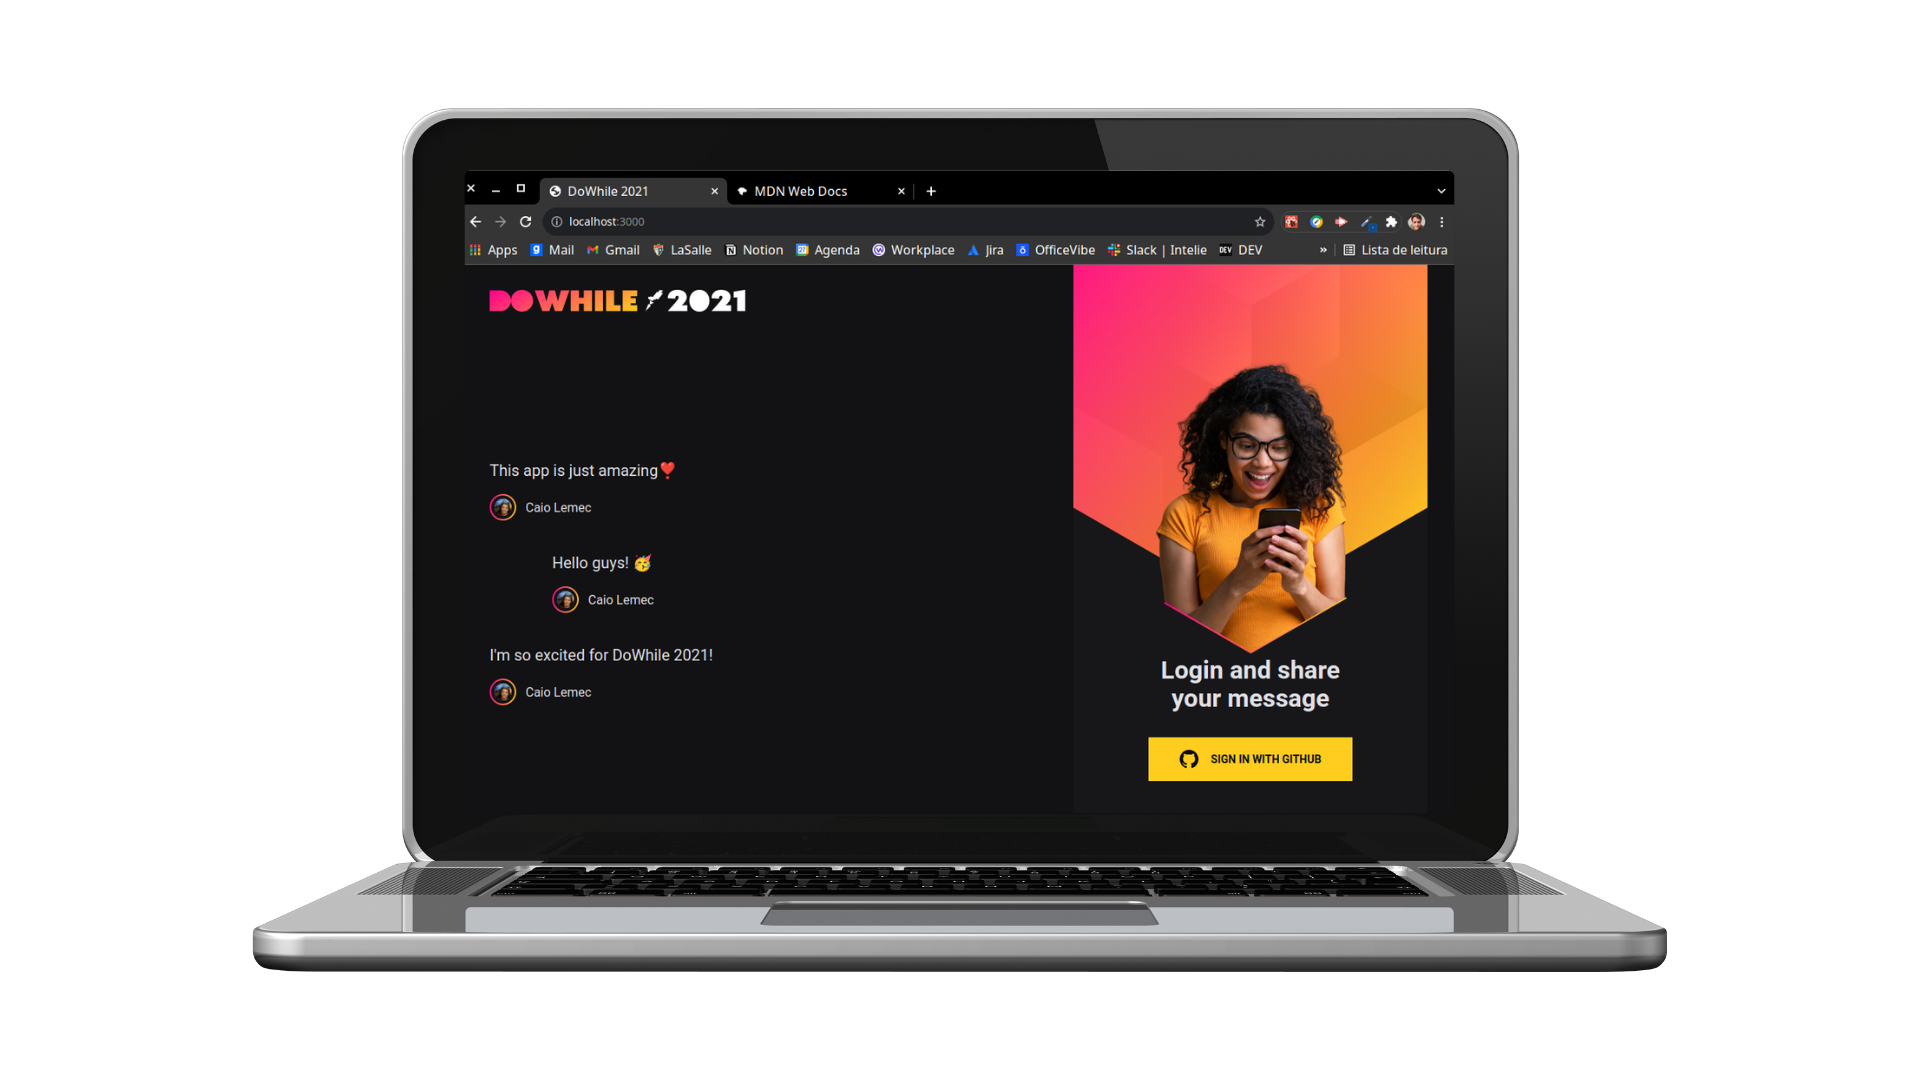 DoWhile 2021
MDN Web Docs
localhost:3000
Apps Mail Gmail LaSalle Notion Agenda Workplace Jira OfficeVibe Slack | Intelie DEV DEV » Lista de leitura
DOWHILE 2021
This app is just amazing❣️
Caio Lemec
Hello guys! 🥳
Caio Lemec
I'm so excited for DoWhile 2021!
Caio Lemec
Login and share
your message
SIGN IN WITH GITHUB